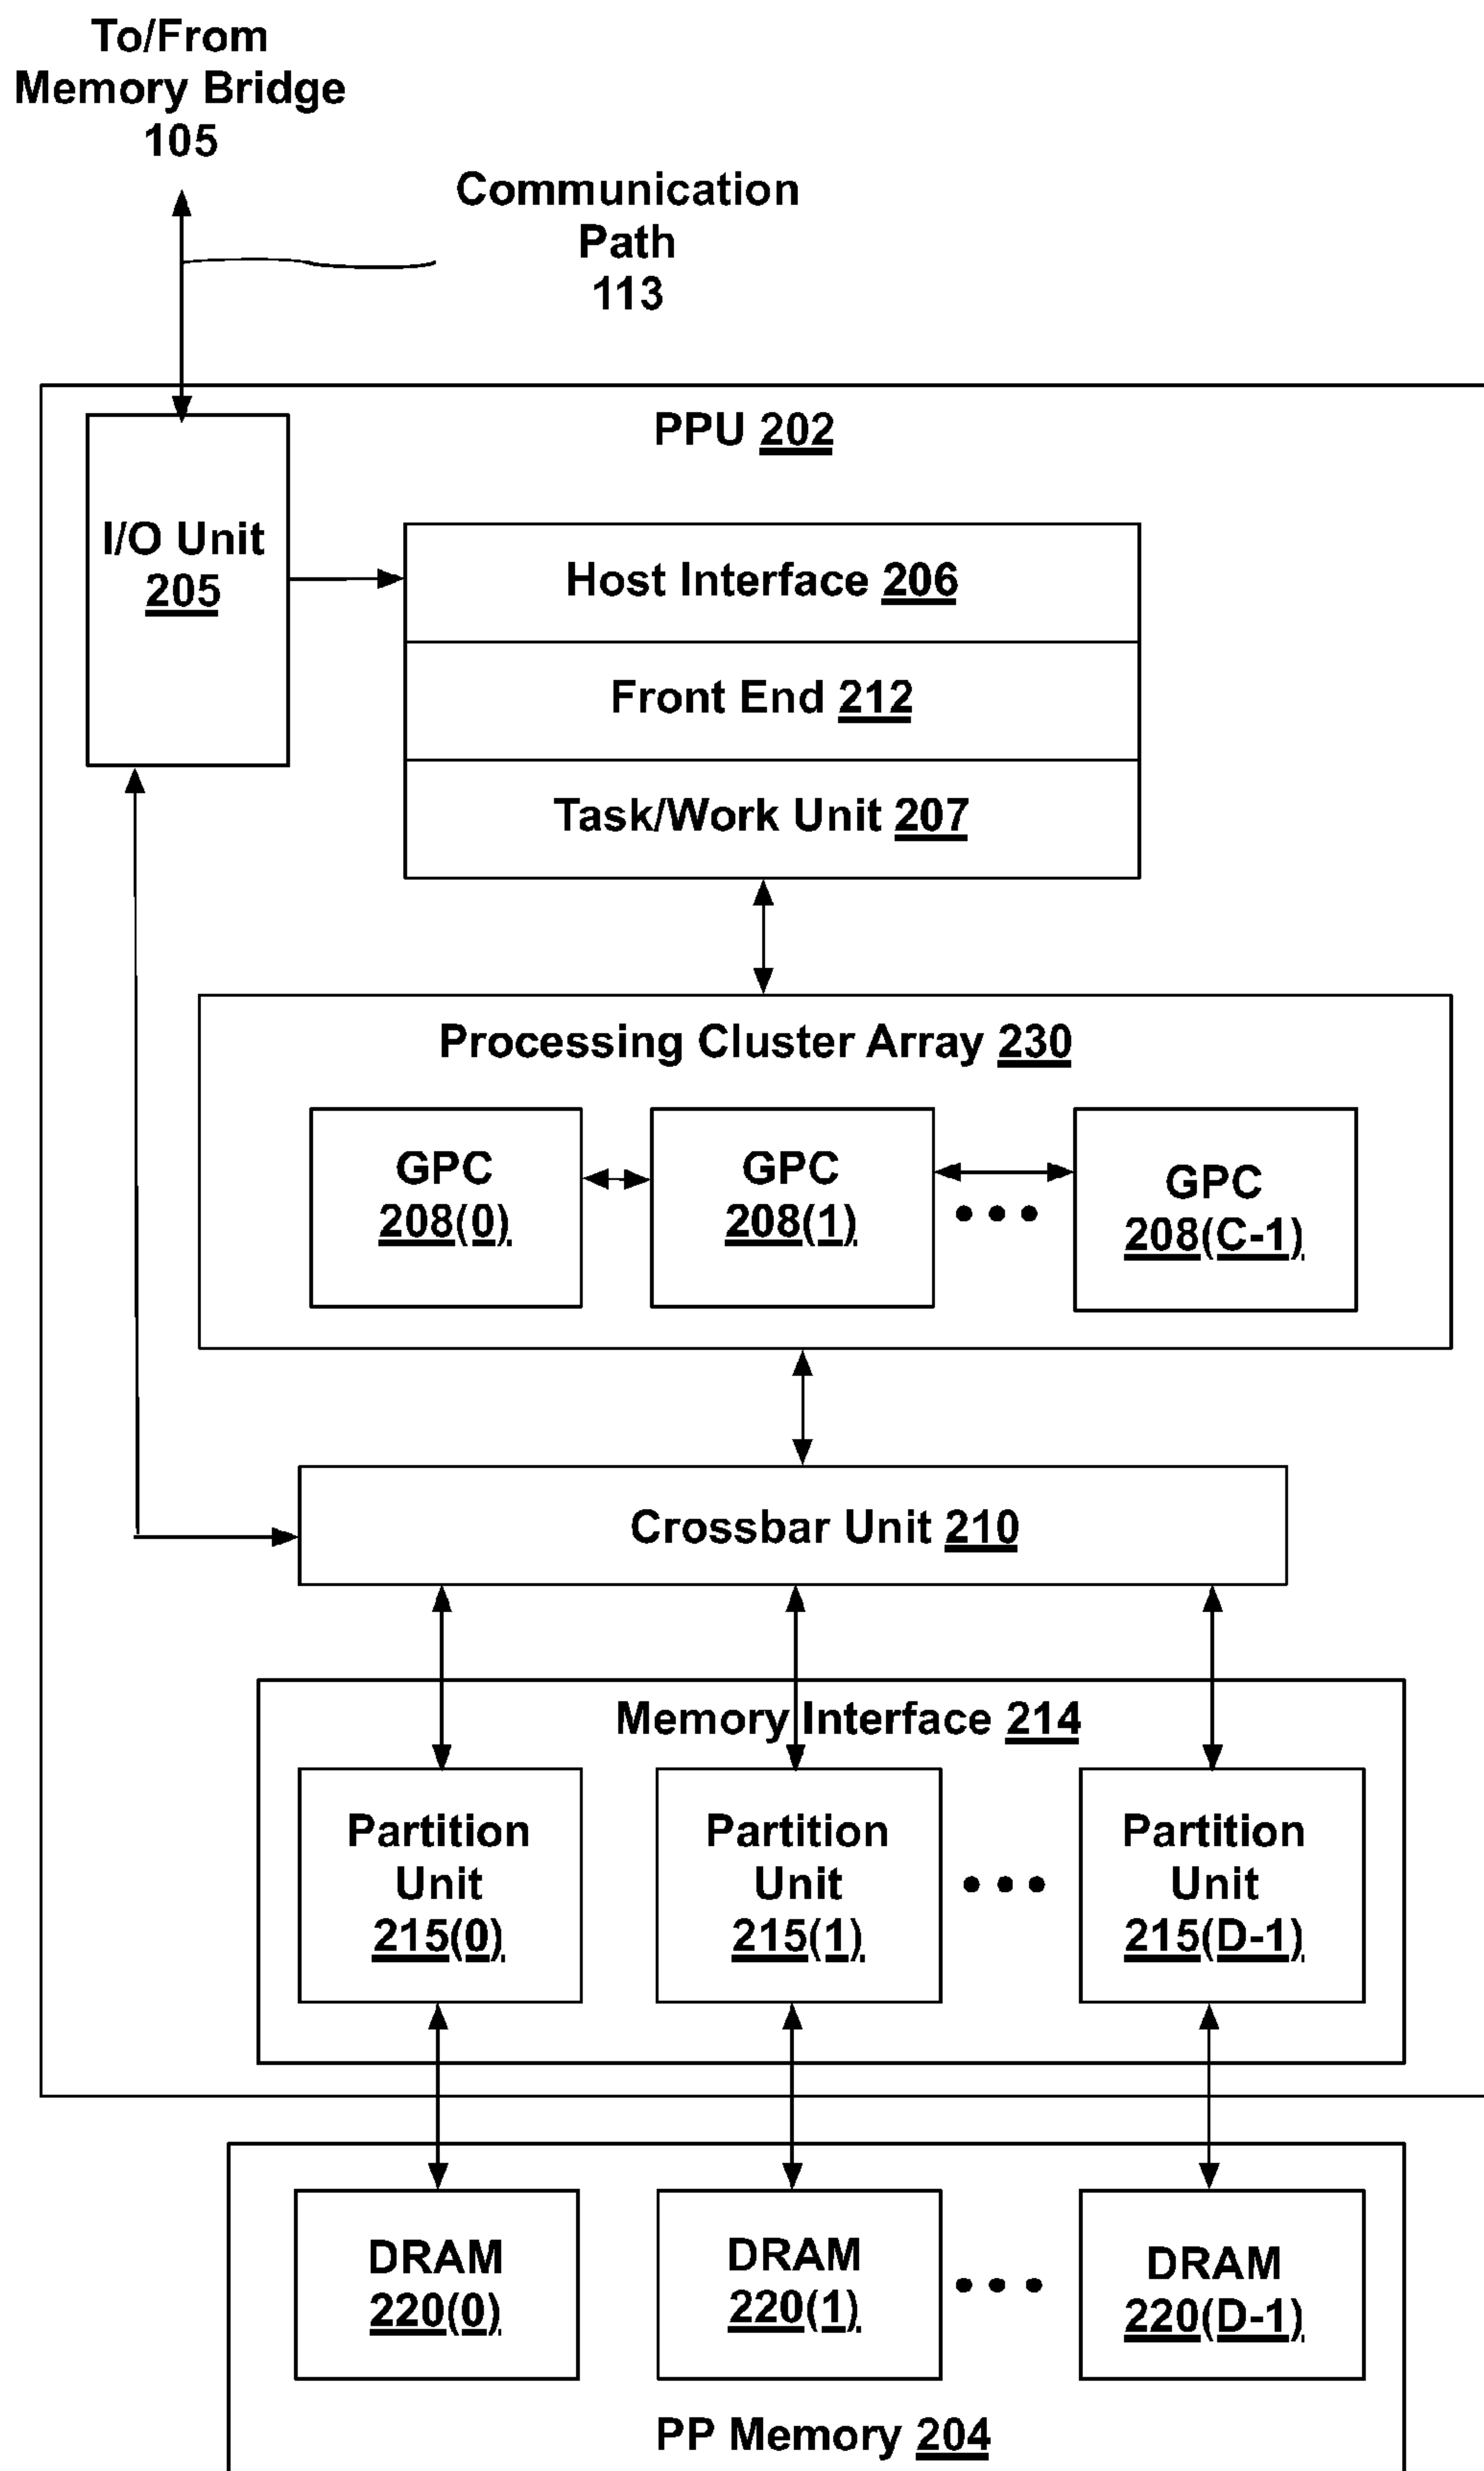 To/From
Memory Bridge
105
Communication
Path
113
PPU 202
I/O Unit
205
Host Interface 206
Front End 212
Task/Work Unit 207
Processing Cluster Array 230
GPC
208(0)
GPC
208(1)
GPC
208(C-1)
Crossbar Unit 210
Memory Interface 214
Partition
Unit
215(0)
Partition
Unit
215(1)
Partition
Unit
215(D-1)
DRAM
220(0)
DRAM
220(1)
DRAM
220(D-1)
PP Memory 204